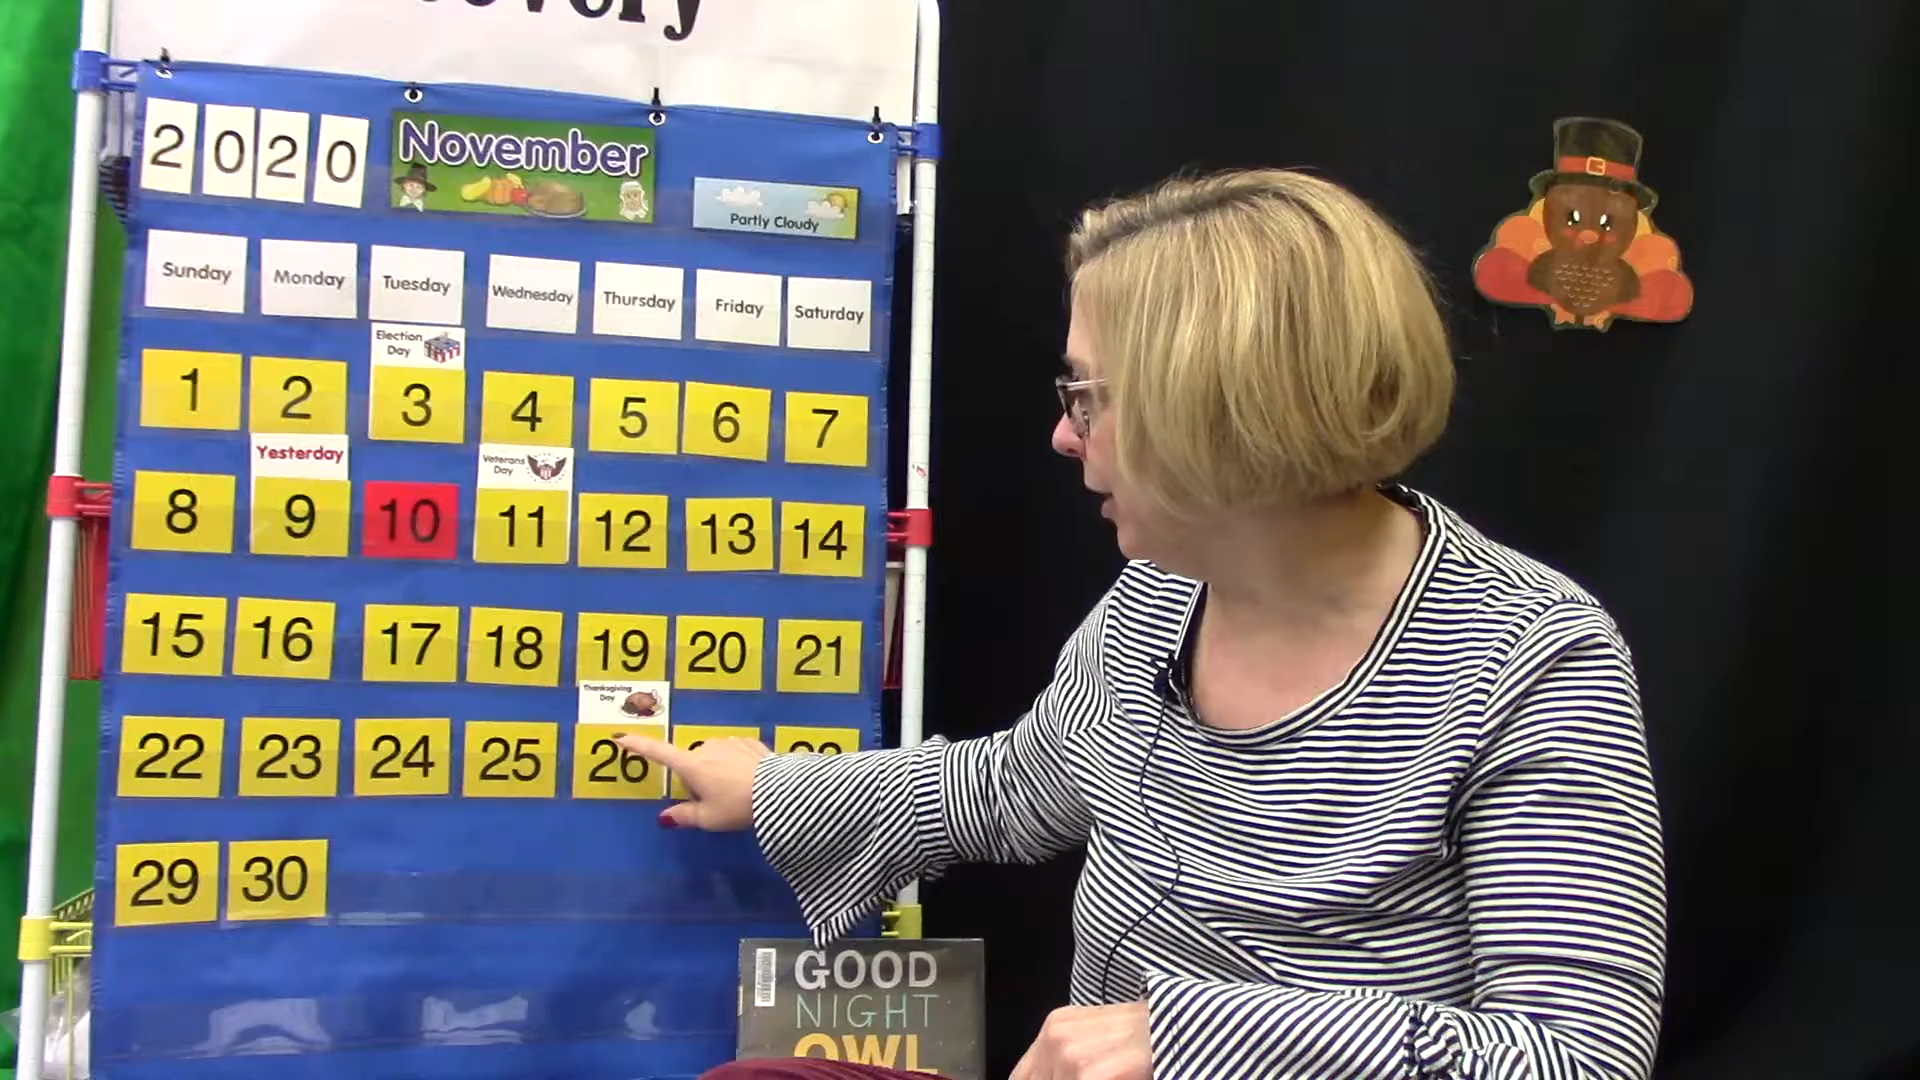 2020
November
Partly Cloudy
Sunday Monday Tuesday Wednesday Thursday Friday Saturday
Election
Day
1 2 3 4 5 6 7
Yesterday
Veterans
Day
8 9 10 11 12 13 14
15 16 17 18 19 20 21
Thanksgiving
Day
22 23 24 25 26
29 30
GOOD
NIGHT
OWL